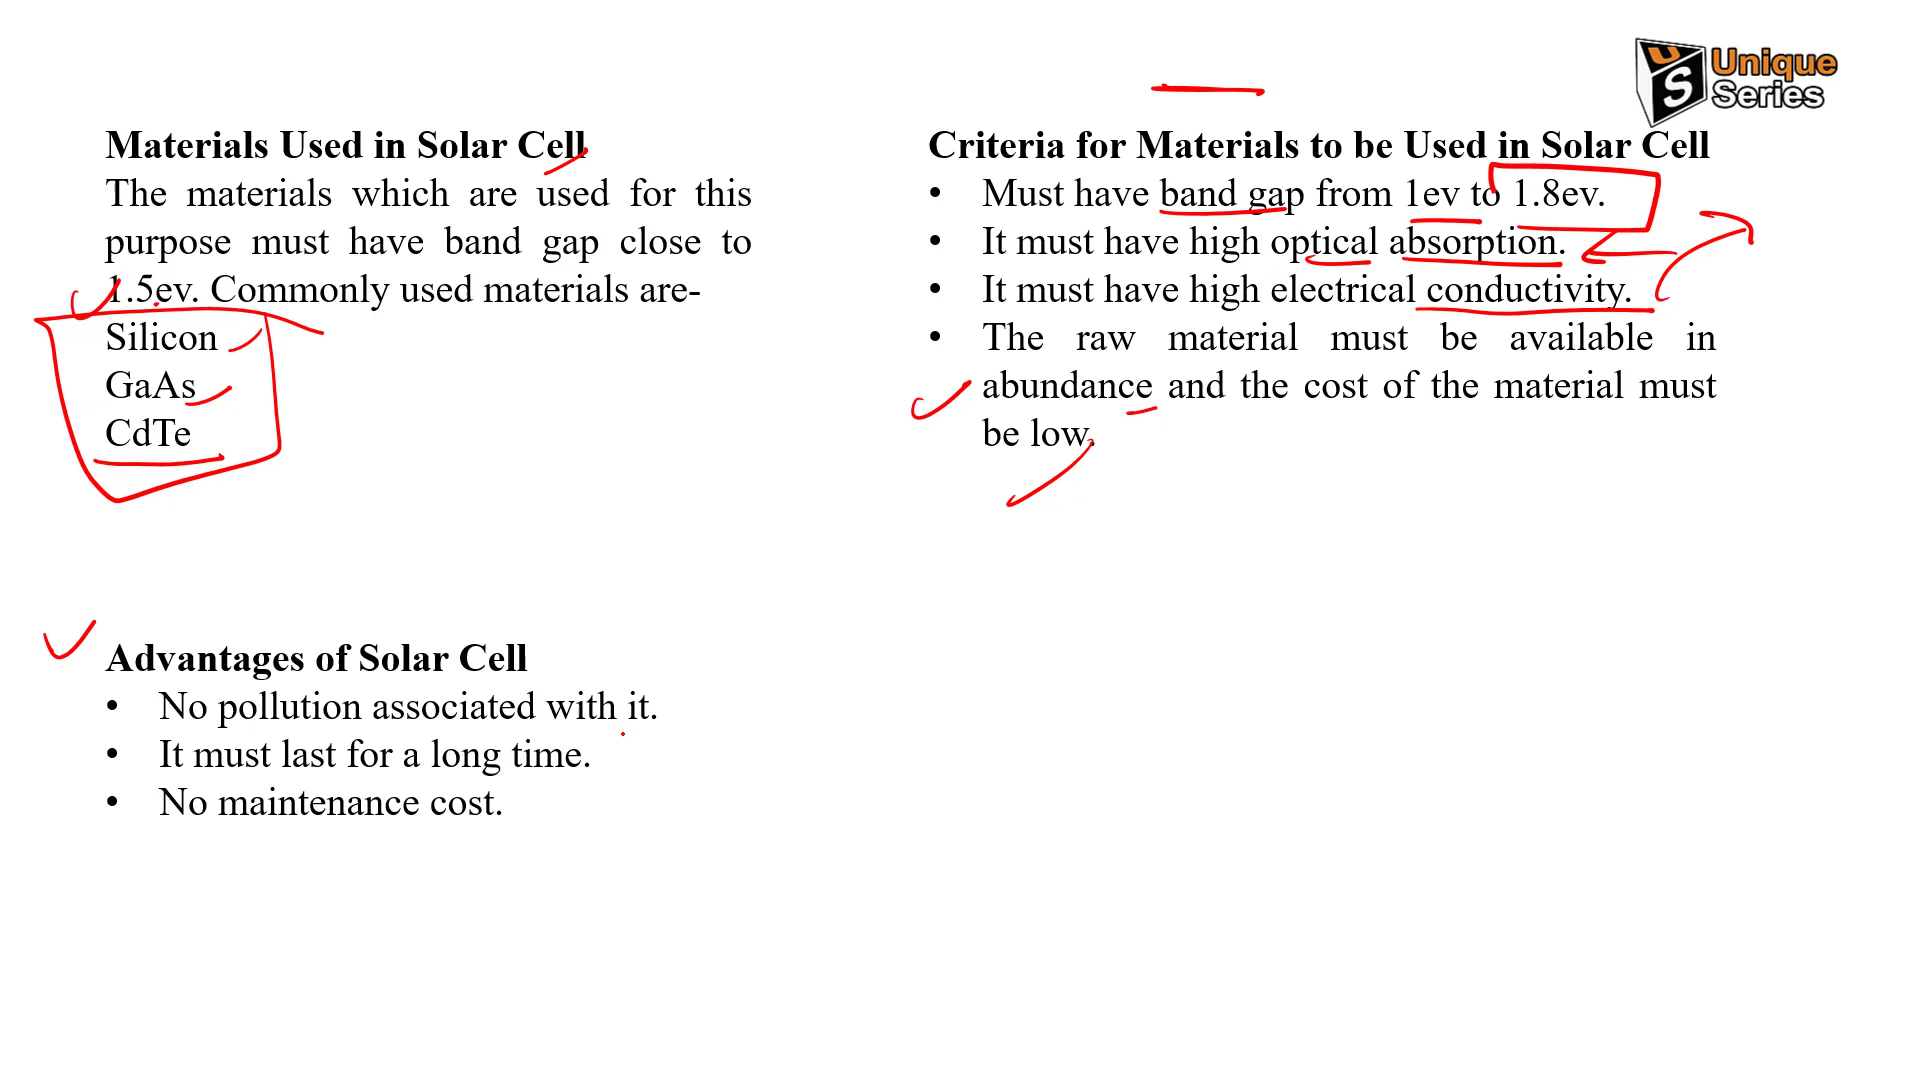 US Unique
Series
Materials Used in Solar Cell
The materials which are used for this
purpose must have band gap close to
1.5ev. Commonly used materials are-
Silicon
GaAs
CdTe
Criteria for Materials to be Used in Solar Cell
• Must have band gap from 1ev to 1.8ev.
• It must have high optical absorption.
• It must have high electrical conductivity.
• The raw material must be available in
abundance and the cost of the material must
be low.
Advantages of Solar Cell
• No pollution associated with it.
• It must last for a long time.
• No maintenance cost.